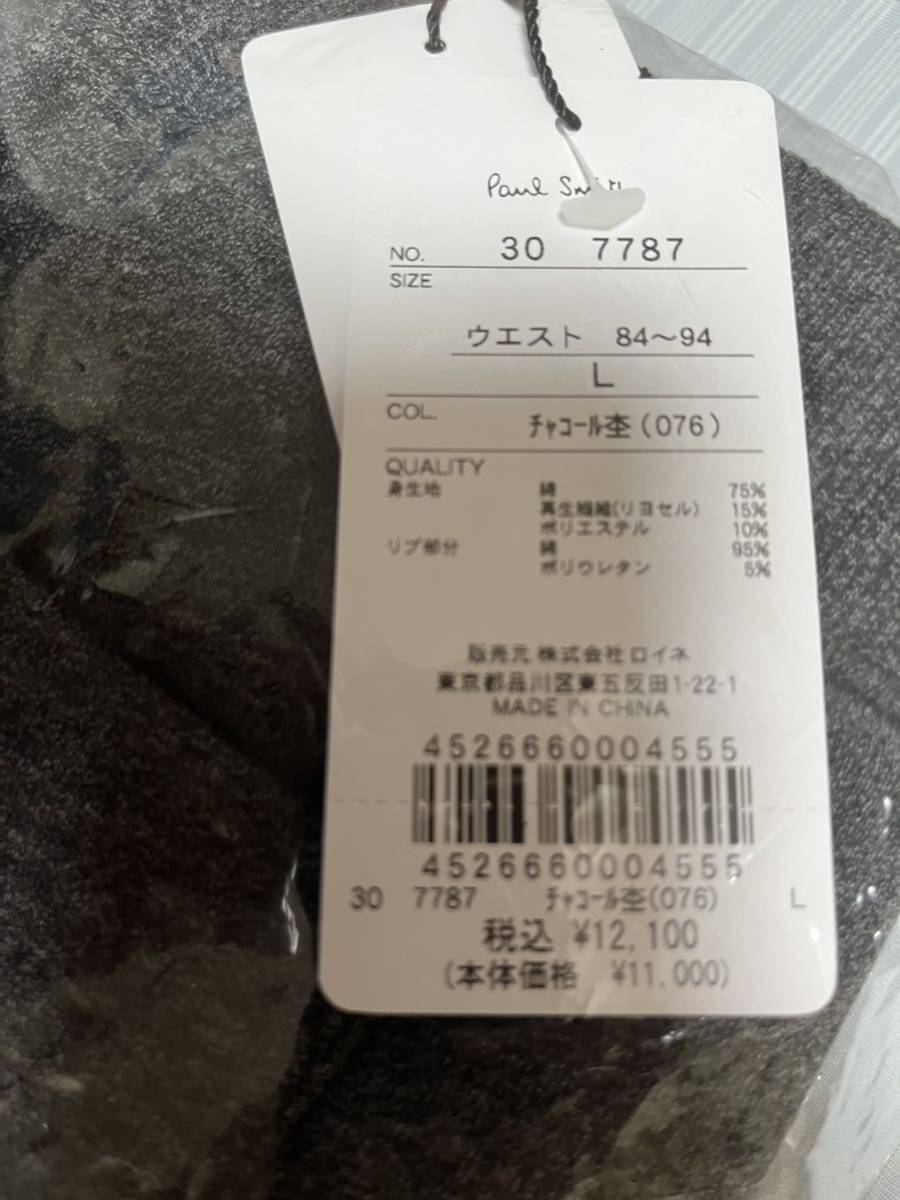 Paul Smith
NO. 30 7787
SIZE
ウエスト 84～94
L
COL. チャコール杢(076)
QUALITY
身生地 綿 75%
再生繊維(リヨセル) 15%
ポリエステル 10%
リブ部分 綿 95%
ポリウレタン 5%
販売元 株式会社 ロイネ
東京都品川区東五反田1-22-1
MADE IN CHINA
4526660004555
4526660004555
30 7787 チャコール杢(076) L
税込 ¥12,100
(本体価格 ¥11,000)